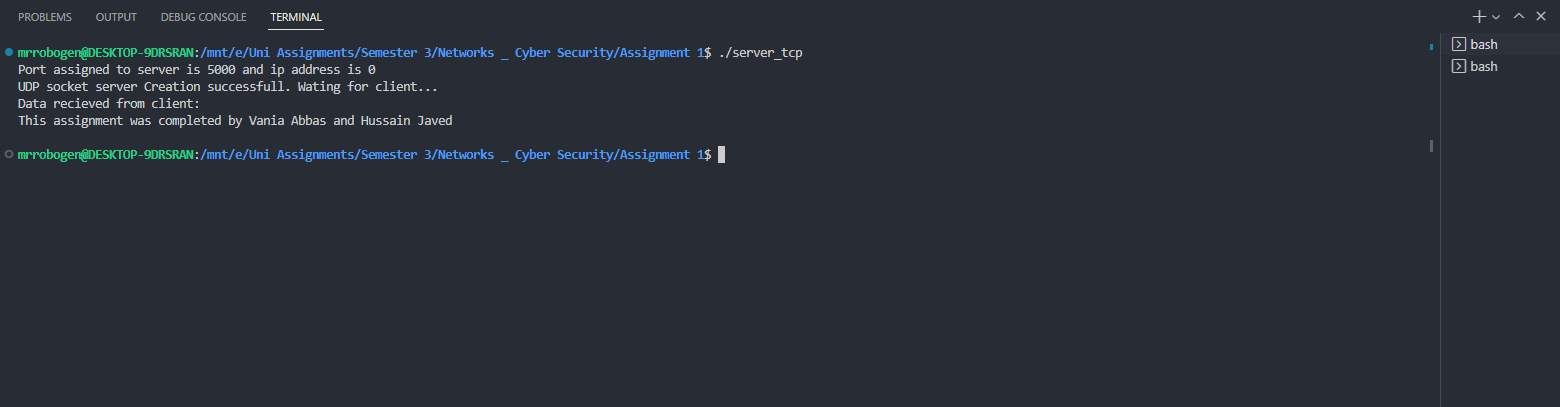 PROBLEMS OUTPUT DEBUG CONSOLE TERMINAL
mrrobogen@DESKTOP-9DRSRAN:/mnt/e/Uni Assignments/Semester 3/Networks _ Cyber Security/Assignment 1$ ./server_tcp
Port assigned to server is 5000 and ip address is 0
UDP socket server Creation successfull. Wating for client...
Data recieved from client:
This assignment was completed by Vania Abbas and Hussain Javed
mrrobogen@DESKTOP-9DRSRAN:/mnt/e/Uni Assignments/Semester 3/Networks _ Cyber Security/Assignment 1$
bash
bash